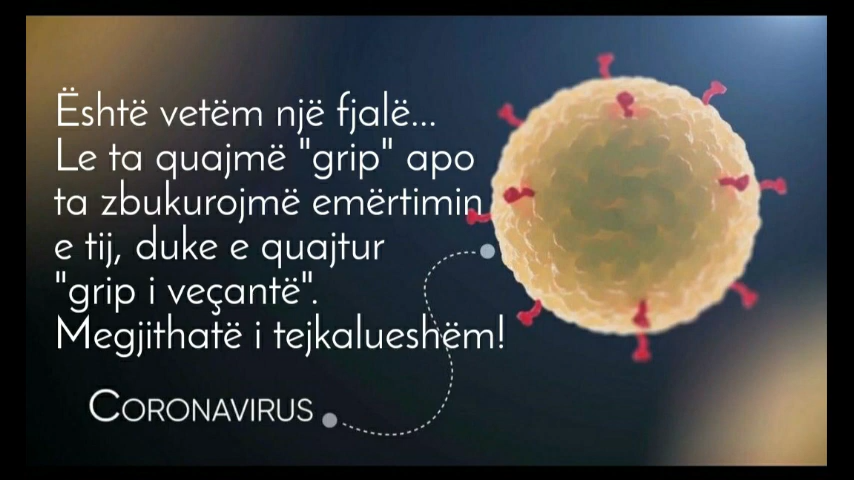 Është vetëm një fjalë...
Le ta quajmë "grip" apo
ta zbukurojmë emërtimin
e tij, duke e quajtur
"grip i veçantë".
Megjithatë i tejkalueshëm!
CORONAVIRUS